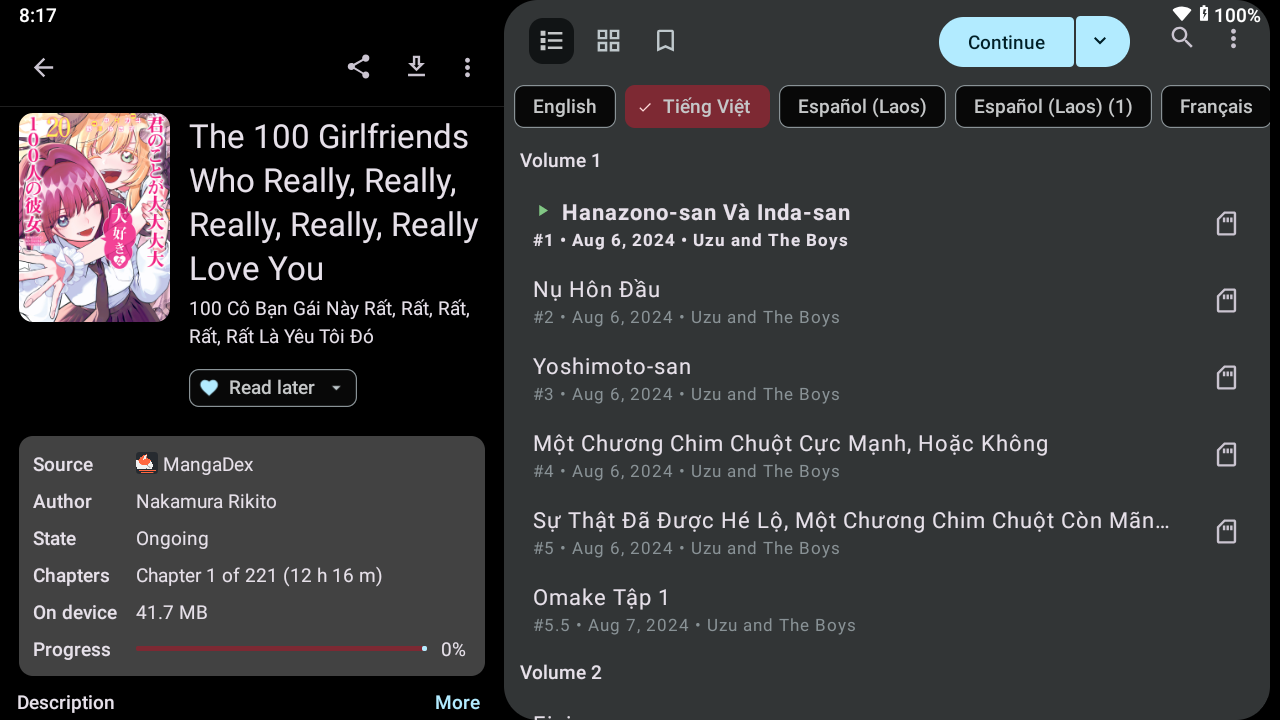 8:17
100%
君のことが大大大大
大好きな
100人の彼女
20
The 100 Girlfriends
Who Really, Really,
Really, Really, Really
Love You
100 Cô Bạn Gái Này Rất, Rất, Rất,
Rất, Rất Là Yêu Tôi Đó
Read later
Source MangaDex
Author Nakamura Rikito
State Ongoing
Chapters Chapter 1 of 221 (12 h 16 m)
On device 41.7 MB
Progress 0%
Description More
Continue
English Tiếng Việt Español (Laos) Español (Laos) (1) Français
Volume 1
Hanazono-san Và Inda-san
#1 • Aug 6, 2024 • Uzu and The Boys
Nụ Hôn Đầu
#2 • Aug 6, 2024 • Uzu and The Boys
Yoshimoto-san
#3 • Aug 6, 2024 • Uzu and The Boys
Một Chương Chim Chuột Cực Mạnh, Hoặc Không
#4 • Aug 6, 2024 • Uzu and The Boys
Sự Thật Đã Được Hé Lộ, Một Chương Chim Chuột Còn Mãn…
#5 • Aug 6, 2024 • Uzu and The Boys
Omake Tập 1
#5.5 • Aug 7, 2024 • Uzu and The Boys
Volume 2